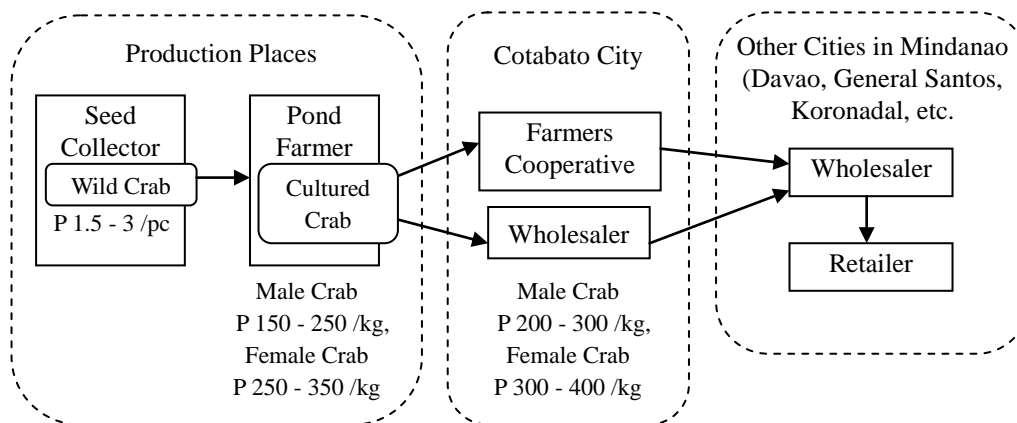 Production Places
Seed
Collector
Wild Crab
P 1.5 - 3 /pc
Pond
Farmer
Cultured
Crab
Male Crab
P 150 - 250 /kg,
Female Crab
P 250 - 350 /kg
Cotabato City
Farmers
Cooperative
Wholesaler
Male Crab
P 200 - 300 /kg,
Female Crab
P 300 - 400 /kg
Other Cities in Mindanao
(Davao, General Santos,
Koronadal, etc.
Wholesaler
Retailer